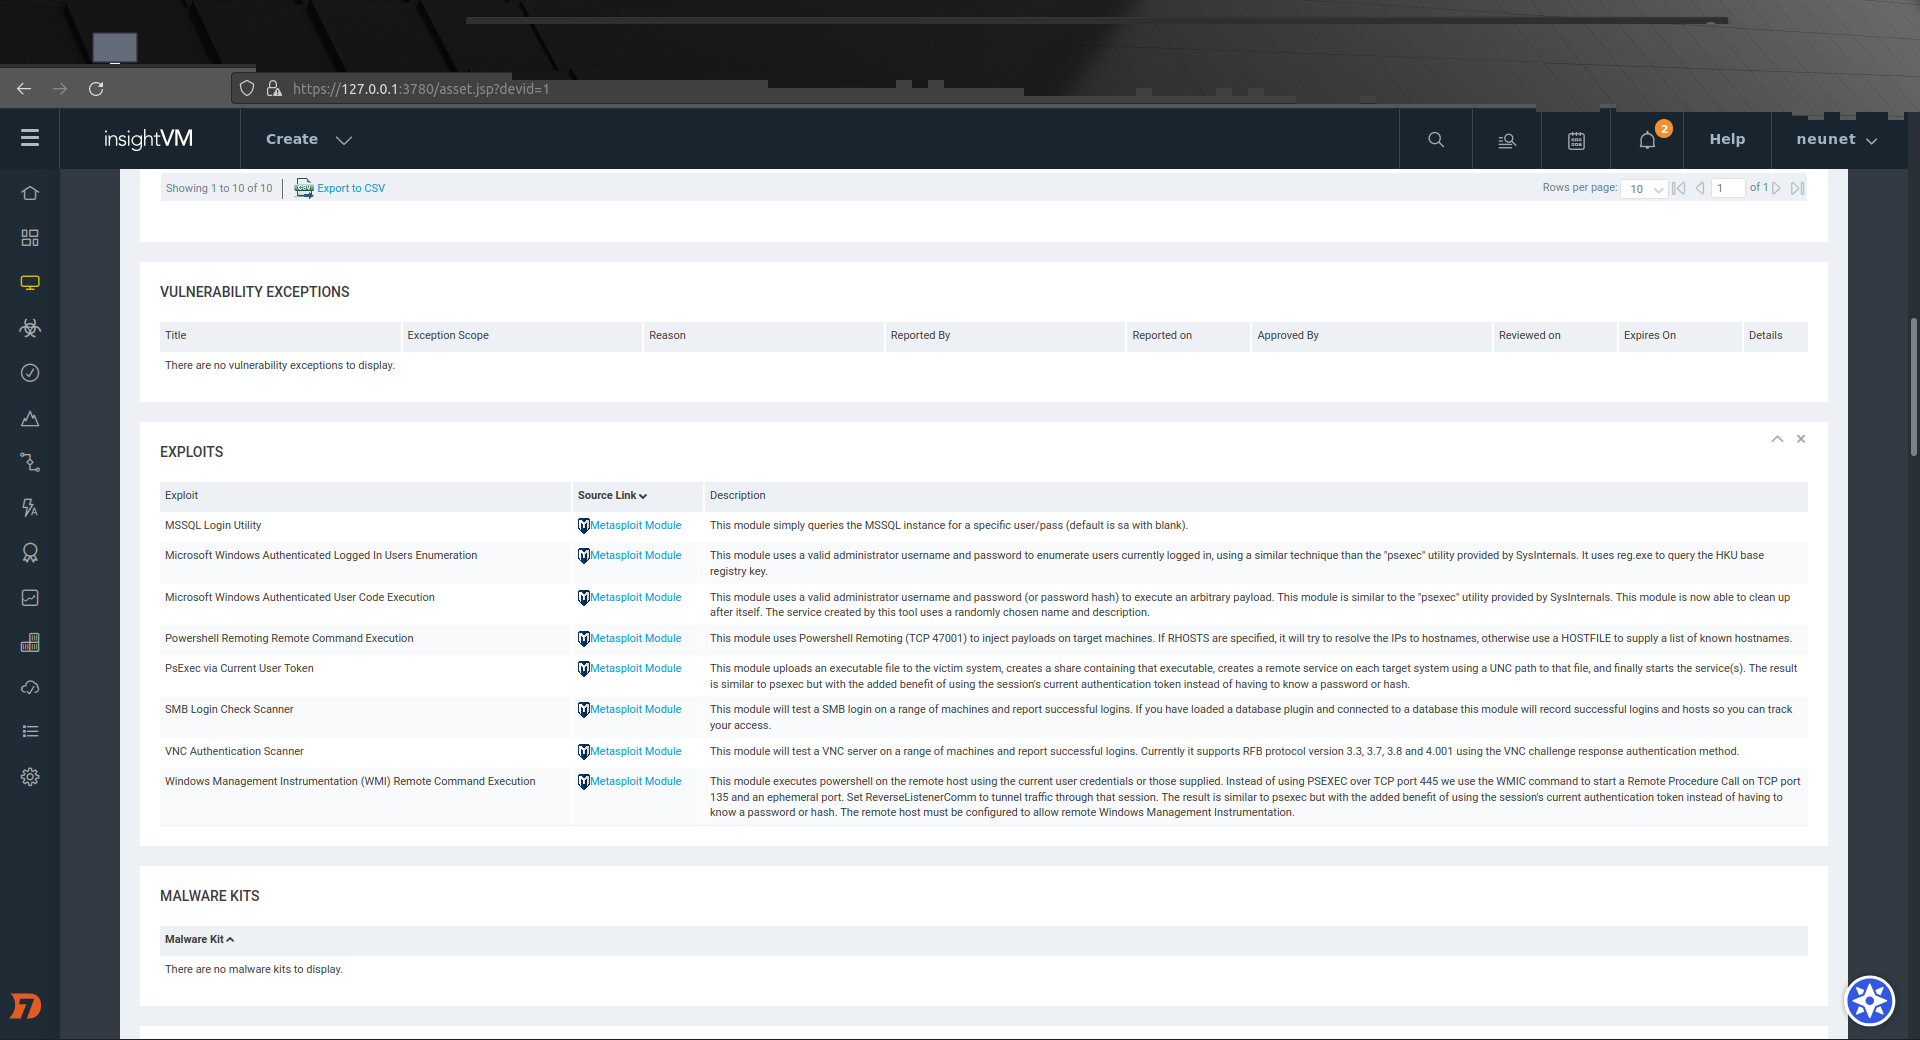 https://127.0.0.1:3780/asset.jsp?devid=1
insightVM
Create
2
Help
neunet
Showing 1 to 10 of 10
CSV
Export to CSV
Rows per page: 10
1
of 1
VULNERABILITY EXCEPTIONS
Title Exception Scope Reason Reported By Reported on Approved By Reviewed on Expires On Details
There are no vulnerability exceptions to display.
EXPLOITS
Exploit Source Link Description
MSSQL Login Utility Metasploit Module This module simply queries the MSSQL instance for a specific user/pass (default is sa with blank).
Microsoft Windows Authenticated Logged In Users Enumeration Metasploit Module This module uses a valid administrator username and password to enumerate users currently logged in, using a similar technique than the "psexec" utility provided by SysInternals. It uses reg.exe to query the HKU base
registry key.
Microsoft Windows Authenticated User Code Execution Metasploit Module This module uses a valid administrator username and password (or password hash) to execute an arbitrary payload. This module is similar to the "psexec" utility provided by SysInternals. This module is now able to clean up
after itself. The service created by this tool uses a randomly chosen name and description.
Powershell Remoting Remote Command Execution Metasploit Module This module uses Powershell Remoting (TCP 47001) to inject payloads on target machines. If RHOSTS are specified, it will try to resolve the IPs to hostnames, otherwise use a HOSTFILE to supply a list of known hostnames.
PsExec via Current User Token Metasploit Module This module uploads an executable file to the victim system, creates a share containing that executable, creates a remote service on each target system using a UNC path to that file, and finally starts the service(s). The result
is similar to psexec but with the added benefit of using the session's current authentication token instead of having to know a password or hash.
SMB Login Check Scanner Metasploit Module This module will test a SMB login on a range of machines and report successful logins. If you have loaded a database plugin and connected to a database this module will record successful logins and hosts so you can track
your access.
VNC Authentication Scanner Metasploit Module This module will test a VNC server on a range of machines and report successful logins. Currently it supports RFB protocol version 3.3, 3.7, 3.8 and 4.001 using the VNC challenge response authentication method.
Windows Management Instrumentation (WMI) Remote Command Execution Metasploit Module This module executes powershell on the remote host using the current user credentials or those supplied. Instead of using PSEXEC over TCP port 445 we use the WMIC command to start a Remote Procedure Call on TCP port
135 and an ephemeral port. Set ReverseListenerComm to tunnel traffic through that session. The result is similar to psexec but with the added benefit of using the session's current authentication token instead of having to
know a password or hash. The remote host must be configured to allow remote Windows Management Instrumentation.
MALWARE KITS
Malware Kit
There are no malware kits to display.